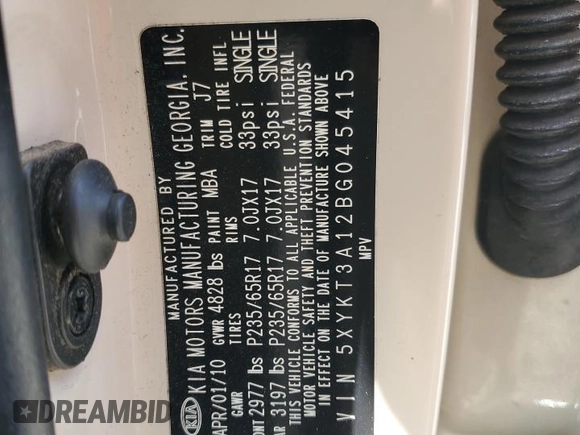 MANUFACTURED BY
KIA KIA MOTORS MANUFACTURING GEORGIA, INC.
APR/01/10 GVWR 4828 lbs PAINT MBA TRIM J7
GAWR TIRES RIMS COLD TIRE INFL
ONT 2977 lbs P235/65R17 7.0JX17 33psi SINGLE
AR 3197 lbs P235/65R17 7.0JX17 33psi SINGLE
THIS VEHICLE CONFORMS TO ALL APPLICABLE U.S.A. FEDERAL
MOTOR VEHICLE SAFETY AND THEFT PREVENTION STANDARDS
IN EFFECT ON THE DATE OF MANUFACTURE SHOWN ABOVE
VIN 5XYKT3A12BG045415
MPV
DREAMBID